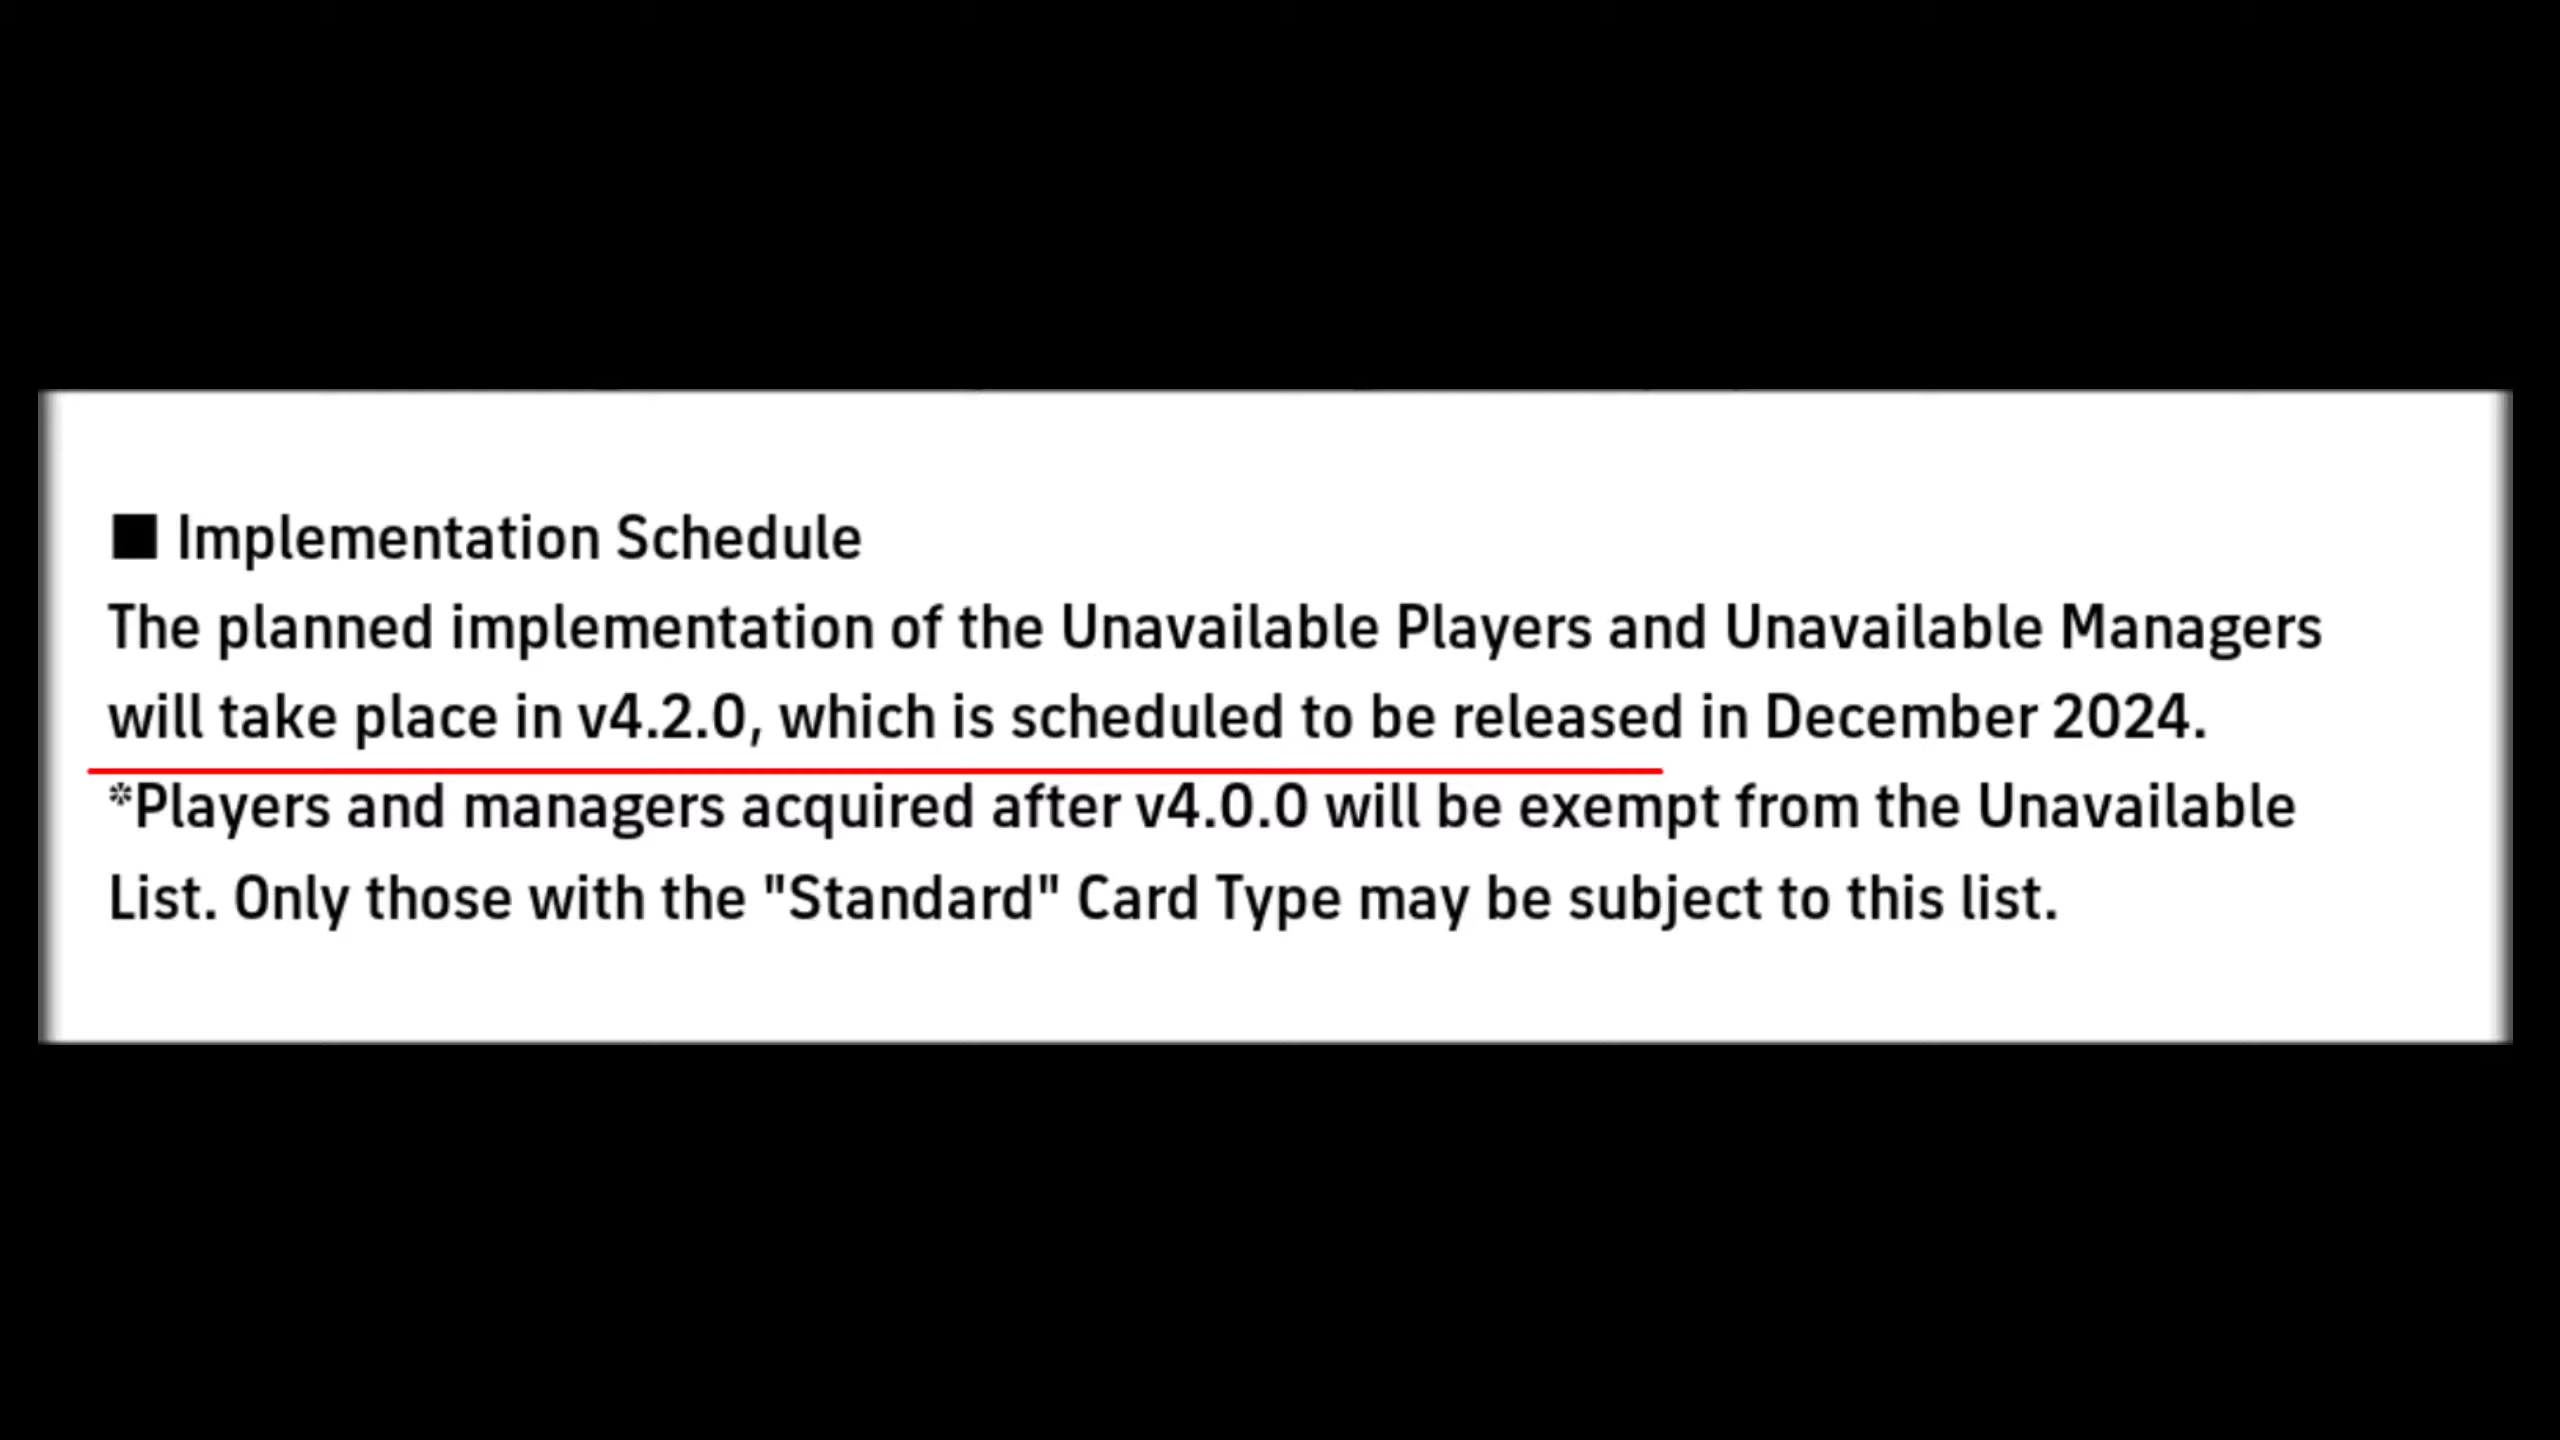 ■ Implementation Schedule
The planned implementation of the Unavailable Players and Unavailable Managers
will take place in v4.2.0, which is scheduled to be released in December 2024.
*Players and managers acquired after v4.0.0 will be exempt from the Unavailable
List. Only those with the "Standard" Card Type may be subject to this list.